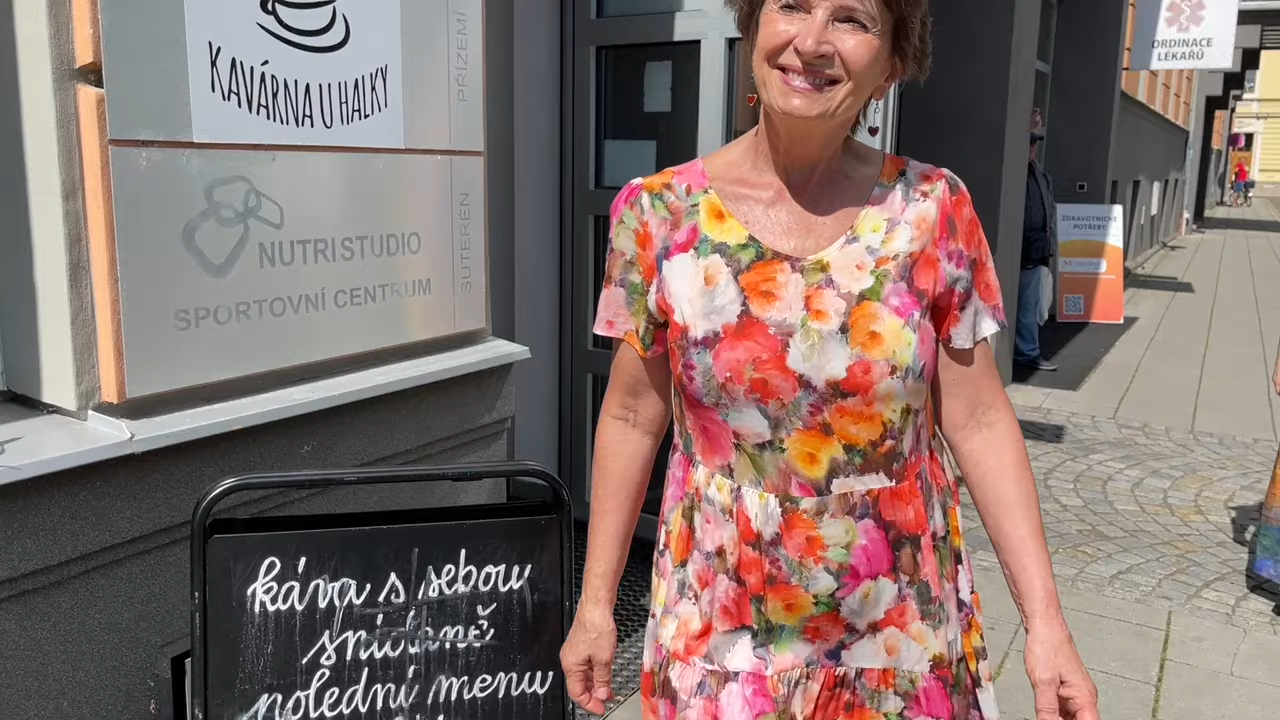 KAVÁRNA U HALKY
PŘÍZEMÍ
NUTRISTUDIO
SPORTOVNÍ CENTRUM
SUTERÉN
káva s sebou
snídaně
polední menu
ORDINACE
LÉKAŘŮ
ZDRAVOTNICKÉ
POTŘEBY